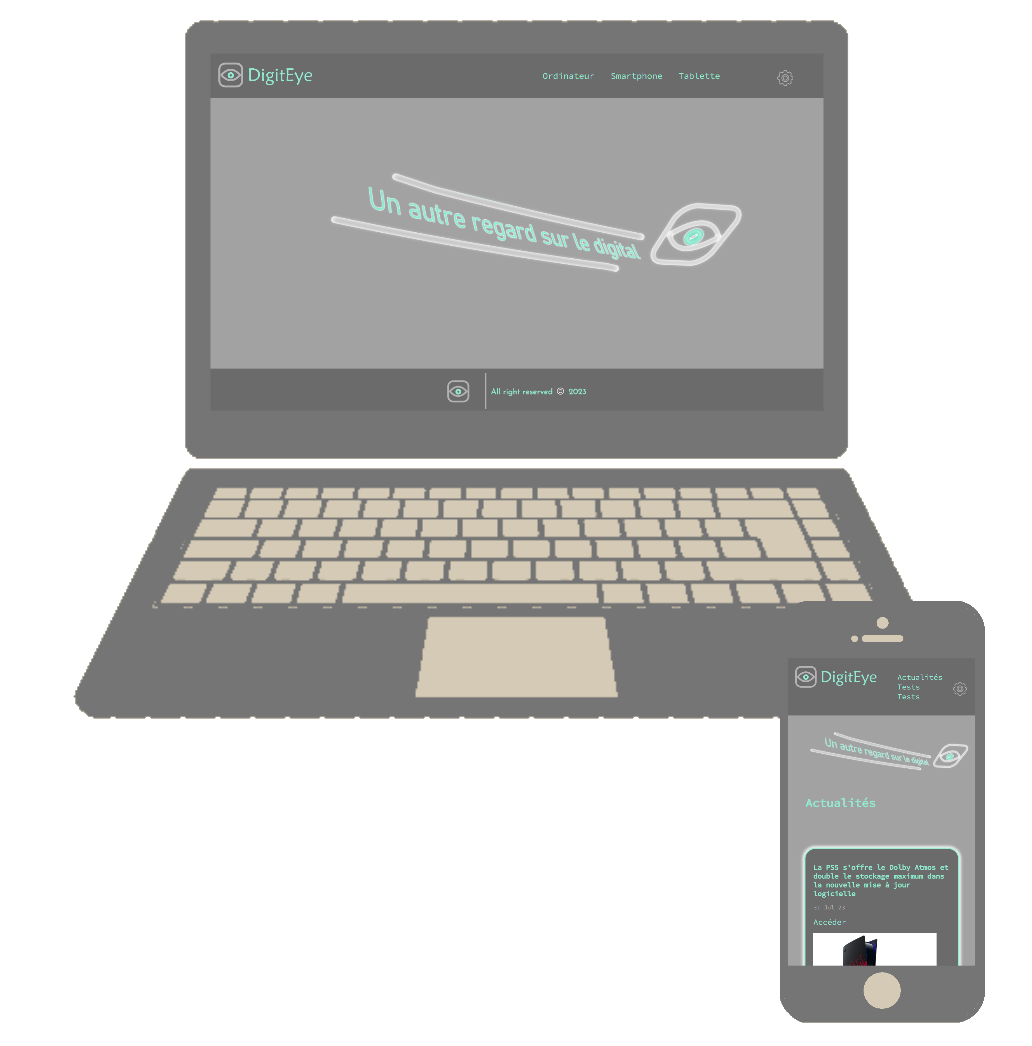 DigitEye
Ordinateur Smartphone Tablette
Un autre regard sur le digital
All right reserved © 2023
DigitEye
Actualités
Tests
Tests
Un autre regard sur le digital
Actualités
La PS5 s'offre le Dolby Atmos et
double le stockage maximum dans
la nouvelle mise à jour
logicielle
Accéder